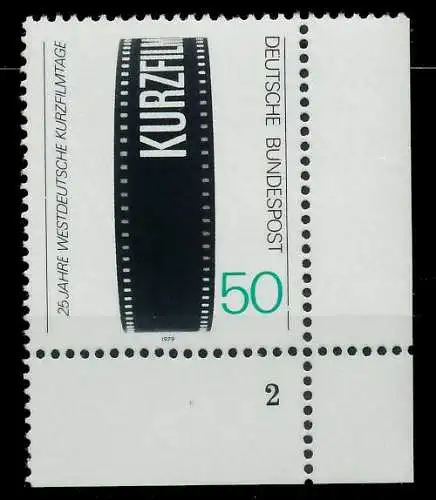 25 JAHRE WESTDEUTSCHE KURZFILMTAGE
KURZFILM
DEUTSCHE BUNDESPOST
50
1979
2